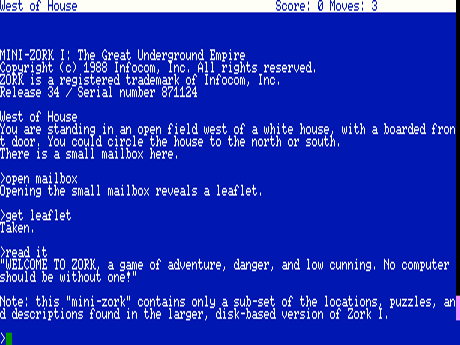 West of House Score: 0 Moves: 3
MINI-ZORK I: The Great Underground Empire
Copyright (c) 1988 Infocom, Inc. All rights reserved.
ZORK is a registered trademark of Infocom, Inc.
Release 34 / Serial number 871124
West of House
You are standing in an open field west of a white house, with a boarded fron
t door. You could circle the house to the north or south.
There is a small mailbox here.
>open mailbox
Opening the small mailbox reveals a leaflet.
>get leaflet
Taken.
>read it
"WELCOME TO ZORK, a game of adventure, danger, and low cunning. No computer
should be without one!"
Note: this "mini-zork" contains only a sub-set of the locations, puzzles, an
d descriptions found in the larger, disk-based version of Zork I.
>